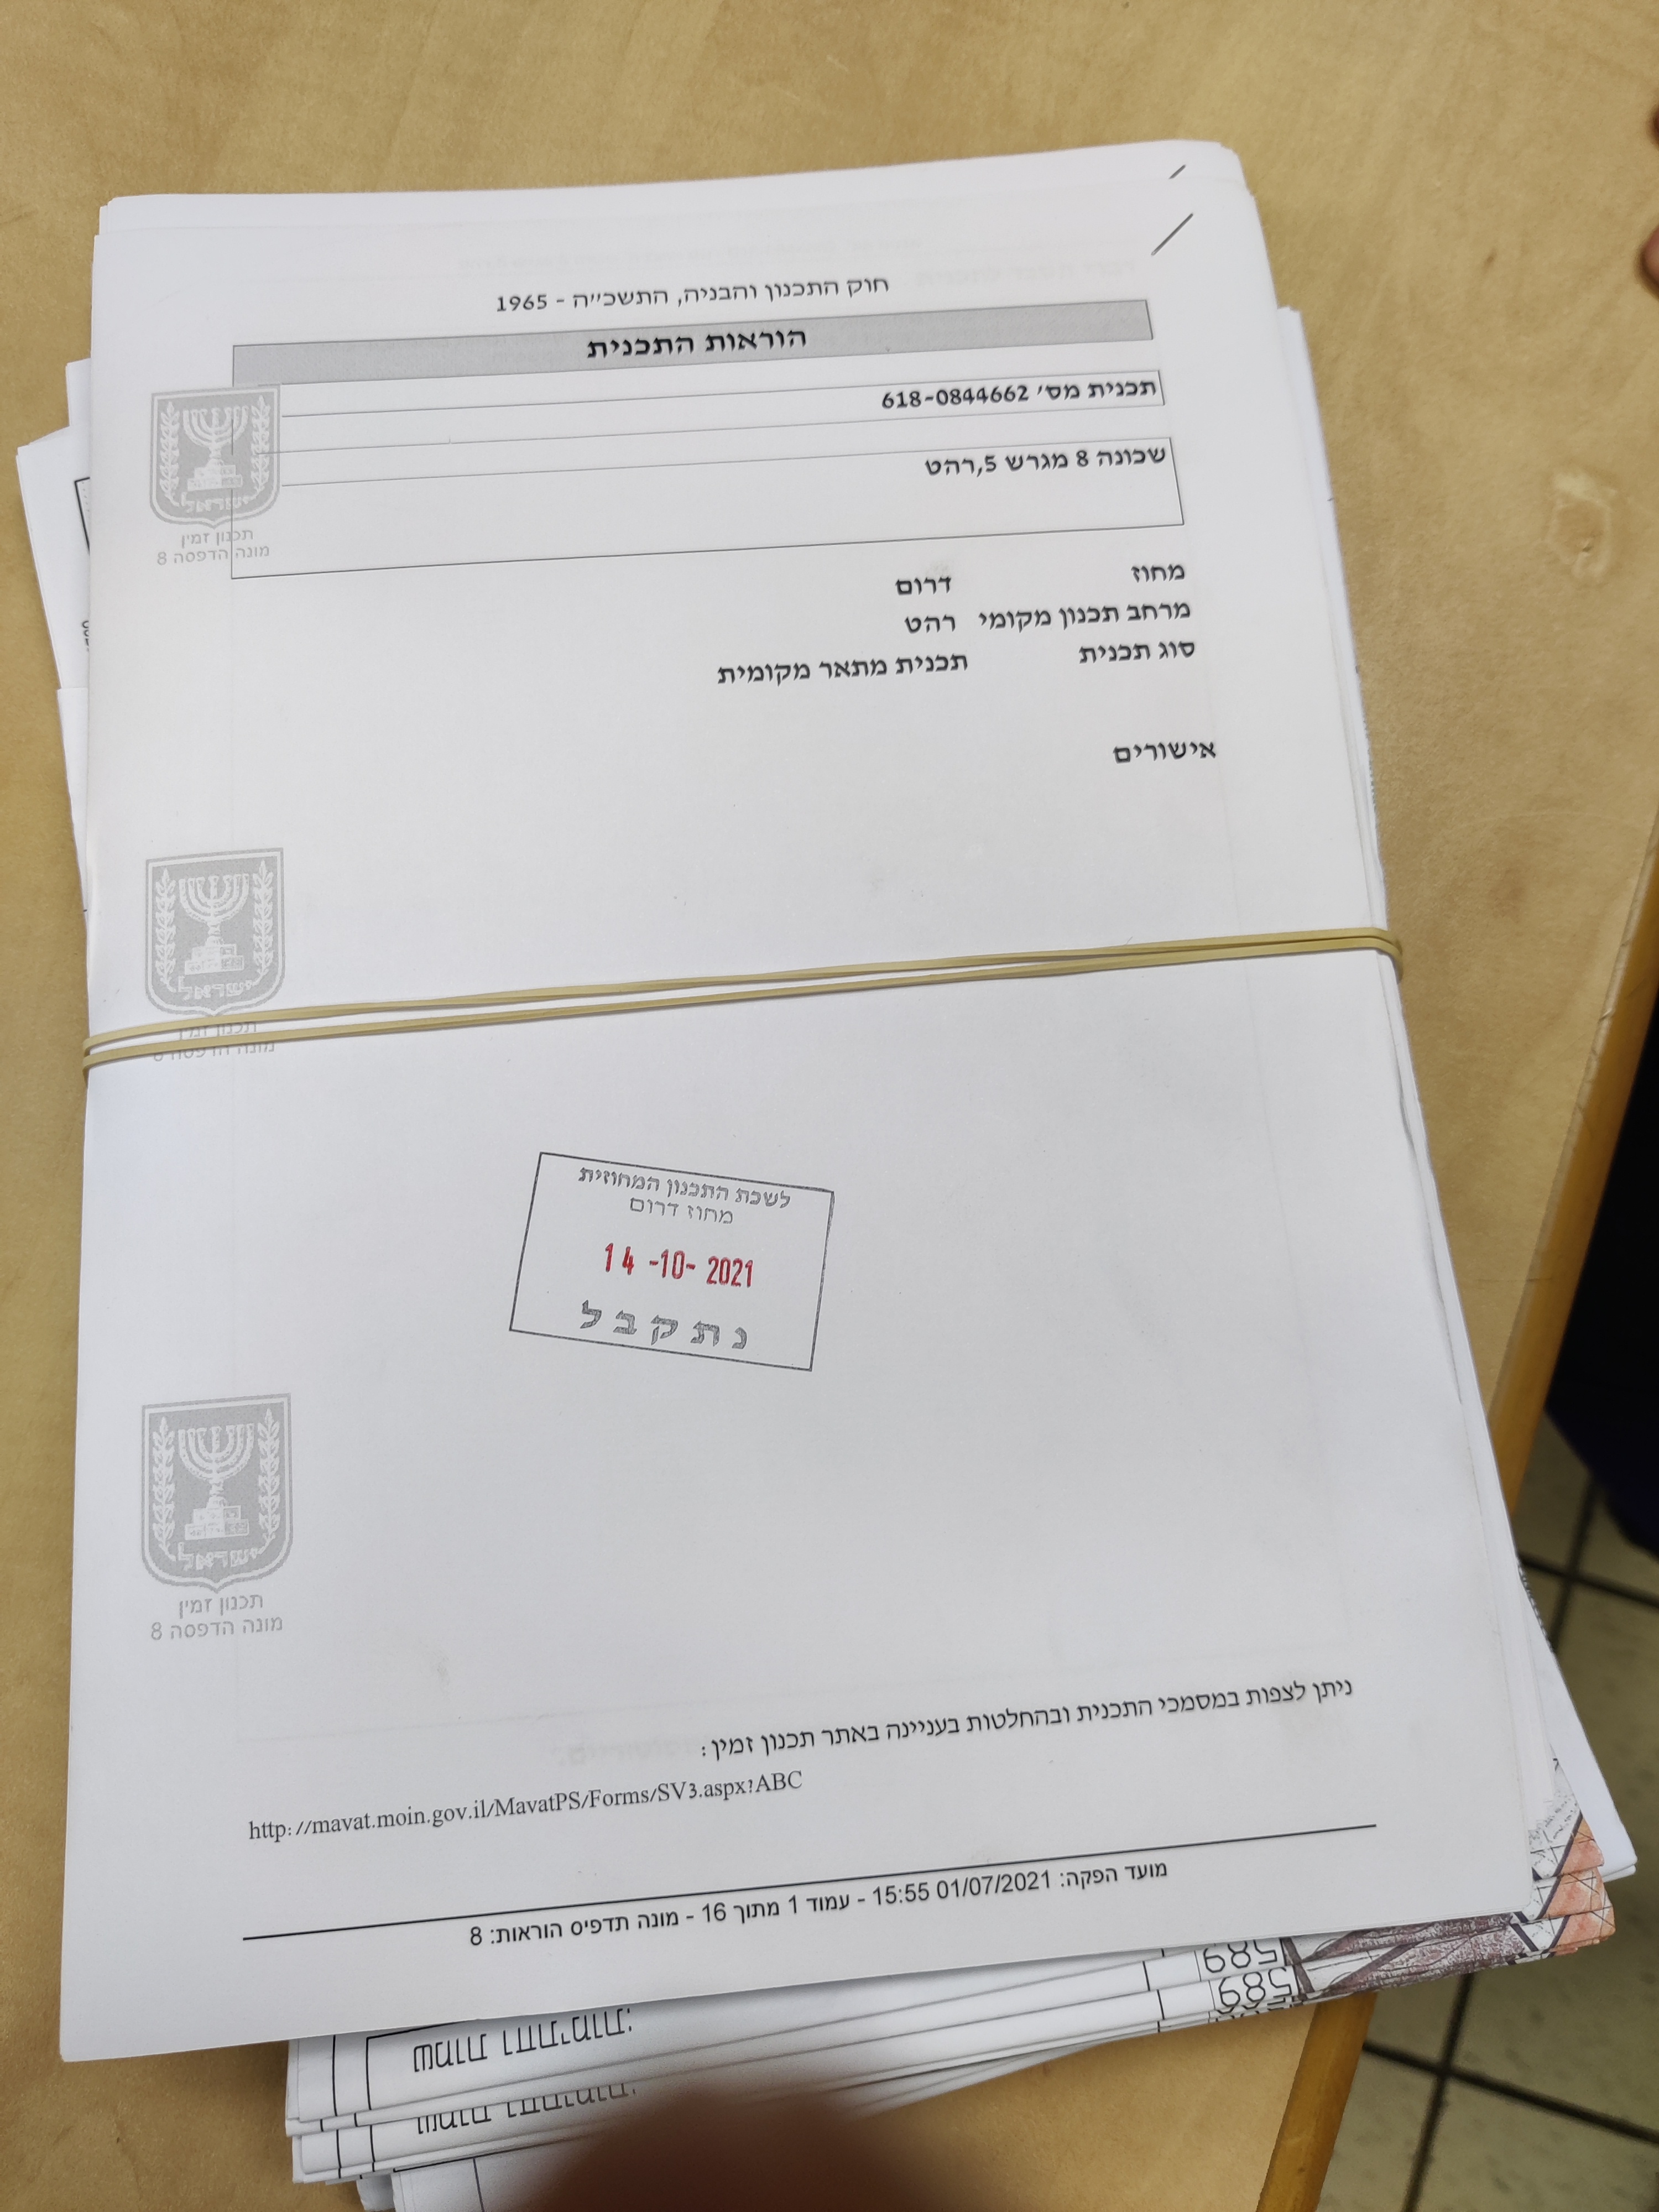 חוק התכנון והבניה, התשכ"ה - 1965
הוראות התכנית
תכנית מס' 618-0844662
שכונה 8 מגרש 5,רהט
ישראל
תכנון זמין
מונה הדפסה 8
מחוז דרום
מרחב תכנון מקומי רהט
סוג תכנית תכנית מתאר מקומית
אישורים
ישראל
תכנון זמין
מונה הדפסה 8
לשכת התכנון המחוזית
מחוז דרום
14 -10- 2021
נתקבל
ישראל
תכנון זמין
מונה הדפסה 8
ניתן לצפות במסמכי התכנית ובהחלטות בעניינה באתר תכנון זמין:
http://mavat.moin.gov.il/MavatPS/Forms/SV3.aspx?ABC
מועד הפקה: 01/07/2021 15:55 - עמוד 1 מתוך 16 - מונה תדפיס הוראות: 8
589
589
שמות וחתימות: